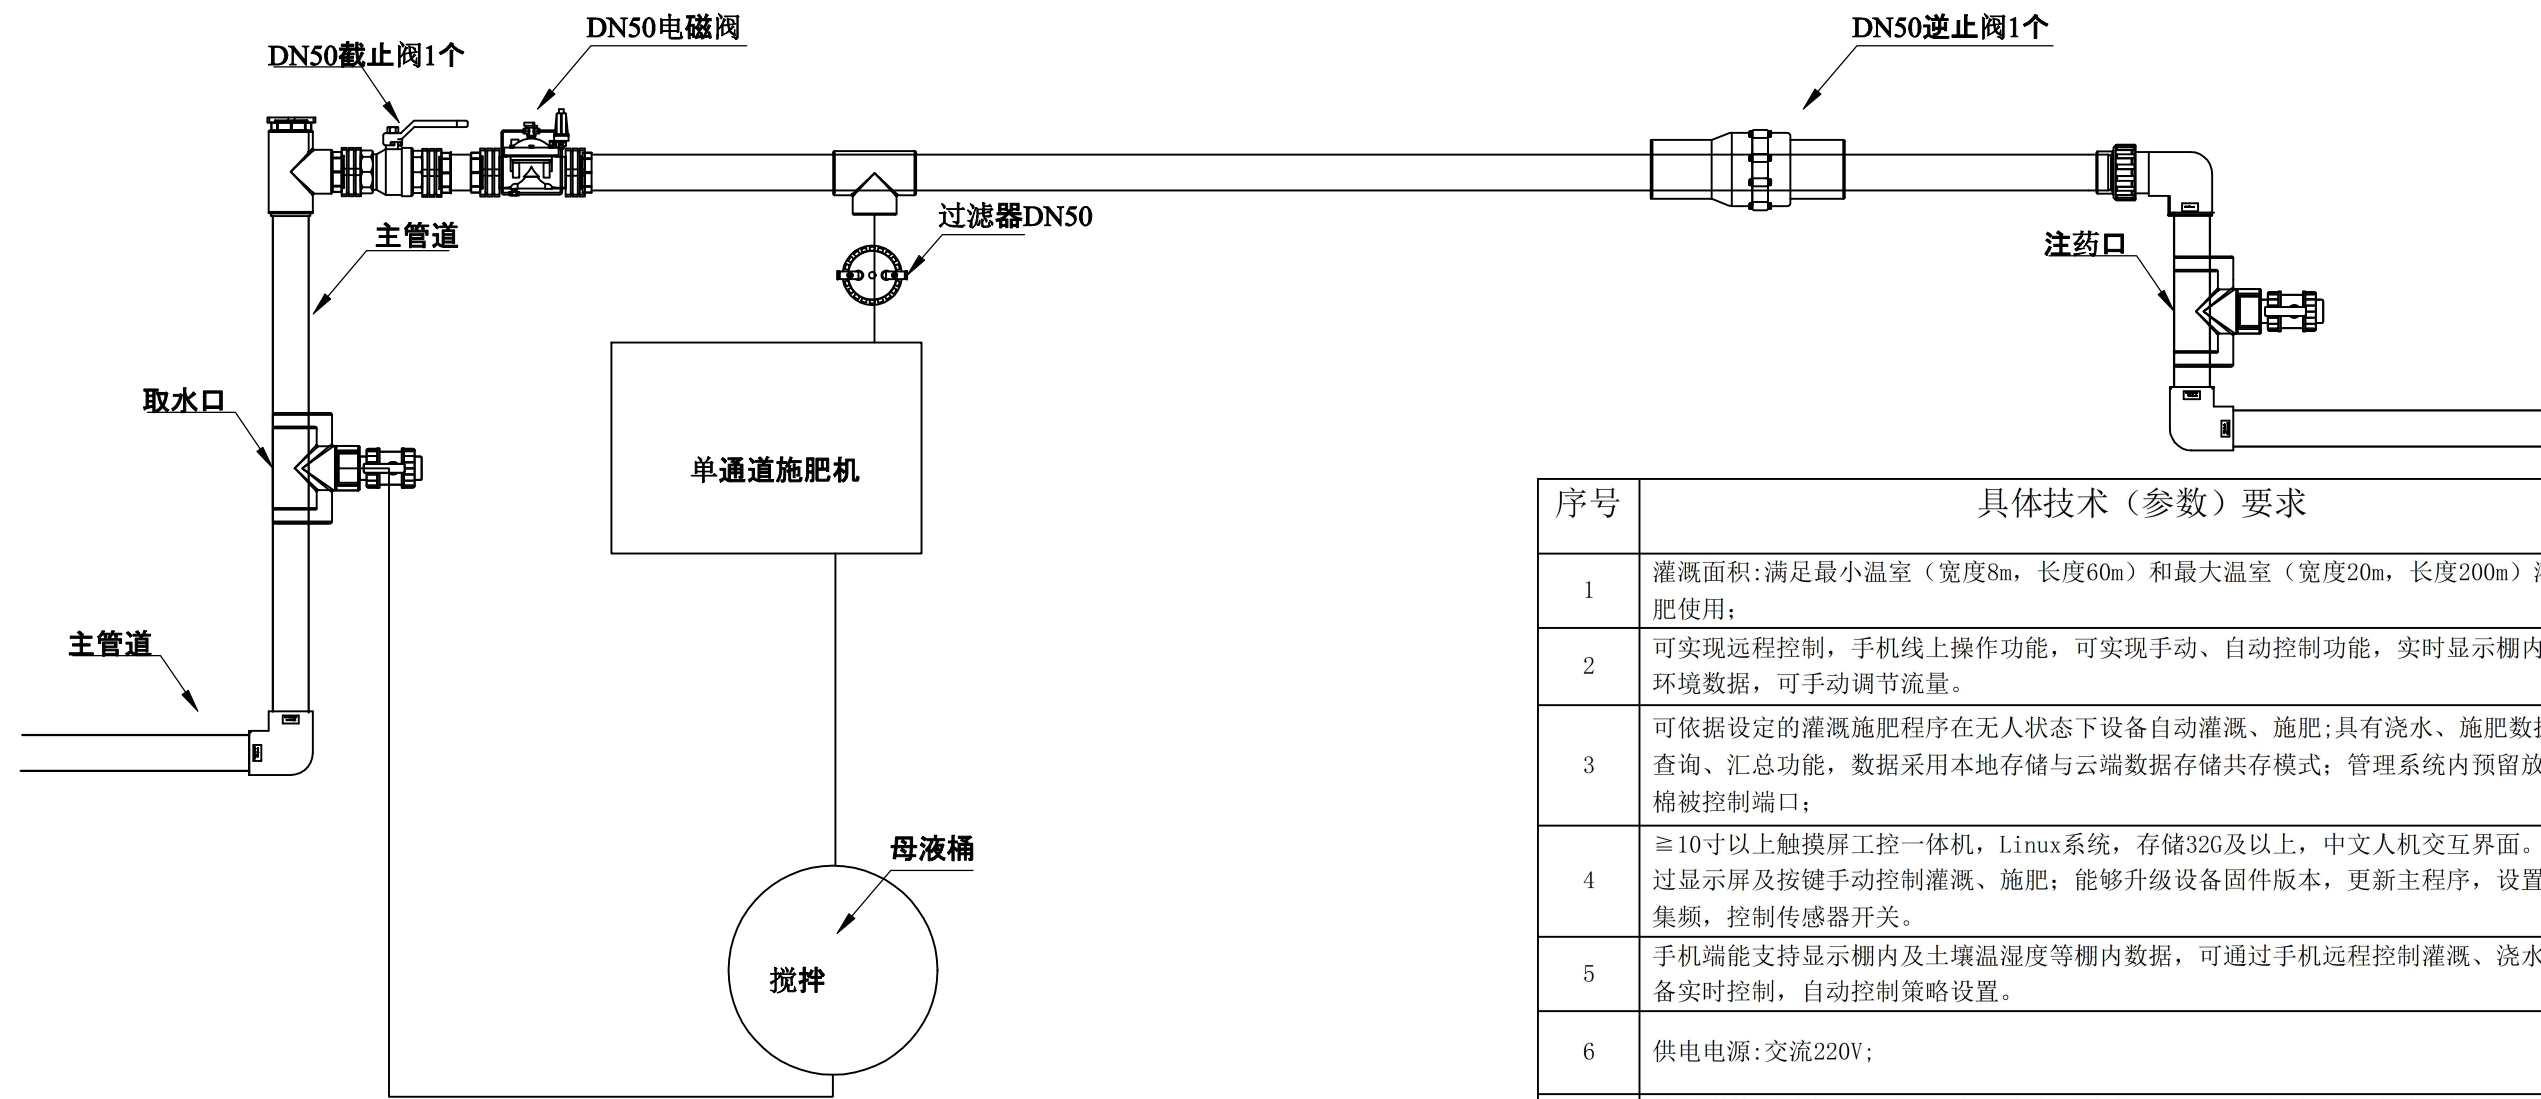 DN50电磁阀
DN50逆止阀1个
DN50截止阀1个
过滤器DN50
主管道
注药口
取水口
单通道施肥机
主管道
母液桶
搅拌
序号
具体技术（参数）要求
1
灌溉面积:满足最小温室（宽度8m，长度60m）和最大温室（宽度20m，长度200m）
肥使用；
2
可实现远程控制，手机线上操作功能，可实现手动、自动控制功能，实时显示棚内
环境数据，可手动调节流量。
3
可依据设定的灌溉施肥程序在无人状态下设备自动灌溉、施肥;具有浇水、施肥数据
查询、汇总功能，数据采用本地存储与云端数据存储共存模式；管理系统内预留放
棉被控制端口；
4
≧10寸以上触摸屏工控一体机，Linux系统，存储32G及以上，中文人机交互界面。
过显示屏及按键手动控制灌溉、施肥；能够升级设备固件版本，更新主程序，设置
集频，控制传感器开关。
5
手机端能支持显示棚内及土壤温湿度等棚内数据，可通过手机远程控制灌溉、浇水
备实时控制，自动控制策略设置。
6
供电电源:交流220V;